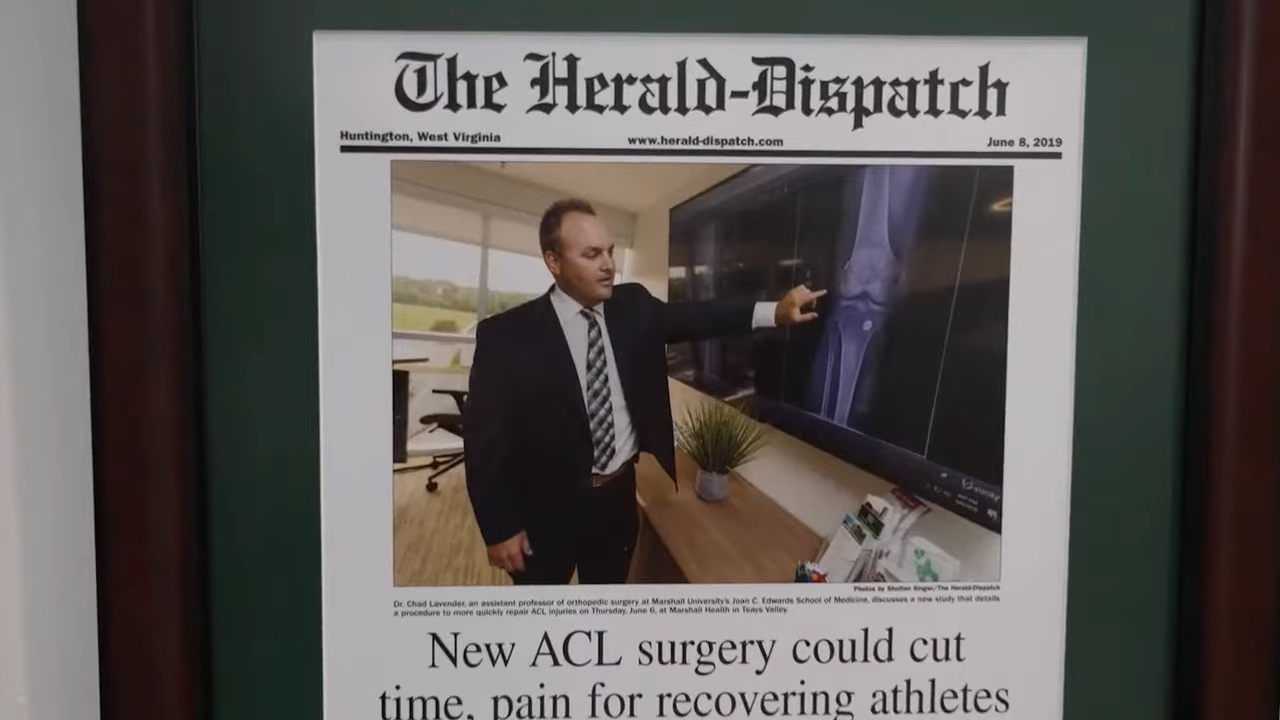 The Herald-Dispatch
Huntington, West Virginia www.herald-dispatch.com June 8, 2019
Photos by Sholten Singer/The Herald-Dispatch
Dr. Chad Lavender, an assistant professor of orthopedic surgery at Marshall University's Joan C. Edwards School of Medicine, discusses a new study that details
a procedure to more quickly repair ACL injuries on Thursday, June 6, at Marshall Health in Teays Valley.
New ACL surgery could cut
time, pain for recovering athletes